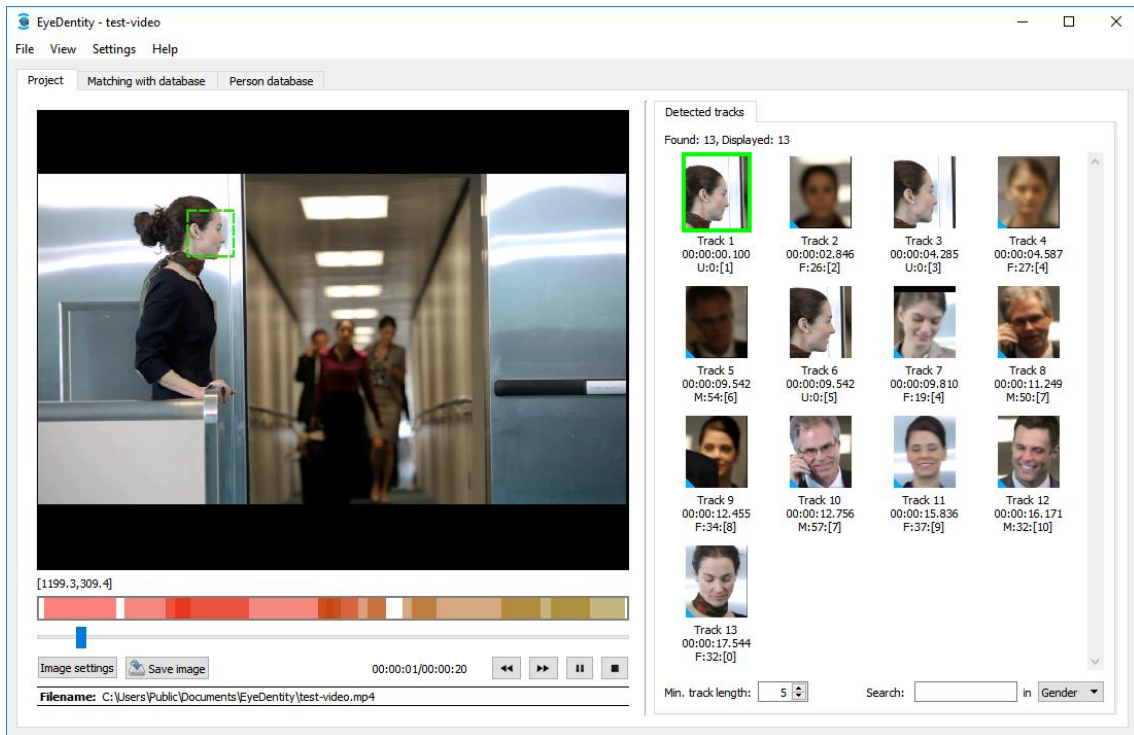 EyeDentity - test-video
File View Settings Help
Project Matching with database Person database
Detected tracks
Found: 13, Displayed: 13
Track 1 Track 2 Track 3 Track 4
00:00:00.100 00:00:02.846 00:00:04.285 00:00:04.587
U:0:[1] F:26:[2] U:0:[3] F:27:[4]
Track 5 Track 6 Track 7 Track 8
00:00:09.542 00:00:09.542 00:00:09.810 00:00:11.249
M:54:[6] U:0:[5] F:19:[4] M:50:[7]
Track 9 Track 10 Track 11 Track 12
00:00:12.455 00:00:12.756 00:00:15.836 00:00:16.171
F:34:[8] M:57:[7] F:37:[9] M:32:[10]
Track 13
00:00:17.544
F:32:[0]
[1199.3,309.4]
Image settings Save image 00:00:01/00:00:20
Filename: C:\Users\Public\Documents\EyeDentity\test-video.mp4
Min. track length: 5 Search: in Gender